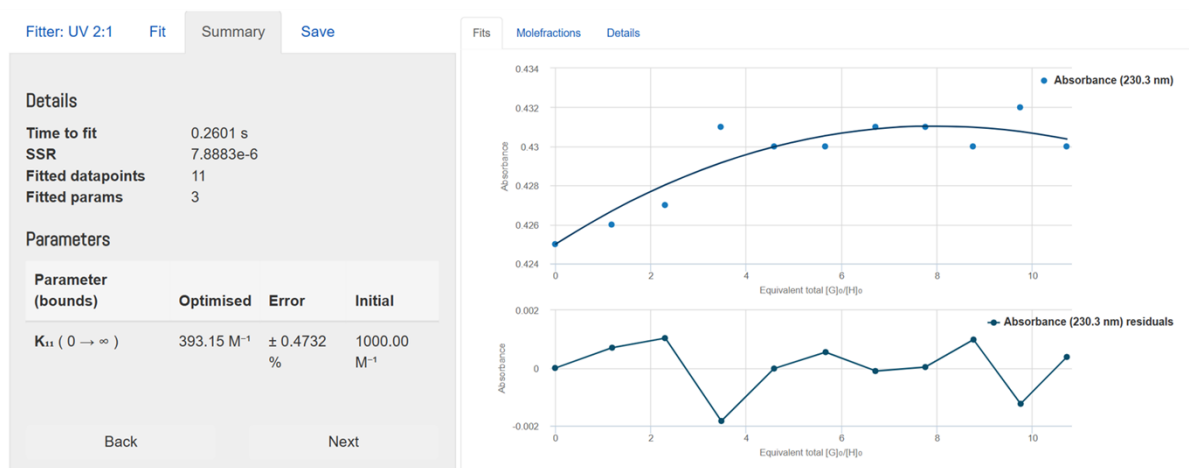 Fitter: UV 2:1 Fit Summary Save
Details
Time to fit 0.2601 s
SSR 7.8883e-6
Fitted datapoints 11
Fitted params 3
Parameters
Parameter
(bounds) Optimised Error Initial
K₁₁ ( 0 → ∞ ) 393.15 M⁻¹ ± 0.4732 1000.00
% M⁻¹
Back Next
Fits Molefractions Details
Absorbance (230.3 nm)
0.434
0.432
0.43
0.428
0.426
0.424
Absorbance
0 2 4 6 8 10
Equivalent total [G]₀/[H]₀
Absorbance (230.3 nm) residuals
0.002
0
-0.002
Absorbance
0 2 4 6 8 10
Equivalent total [G]₀/[H]₀